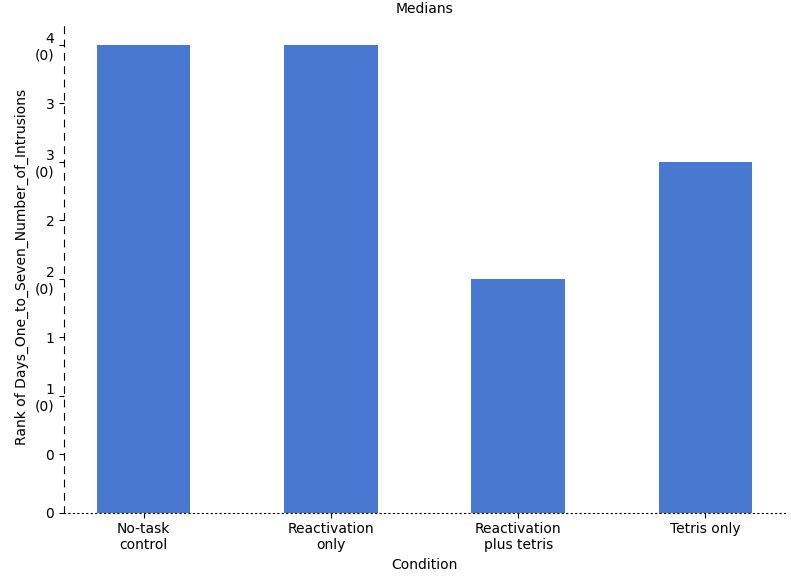 Medians
Rank of Days_One_to_Seven_Number_of_Intrusions
4
(0)
3
3
(0)
2
2
(0)
1
1
(0)
0
0
No-task
control
Reactivation
only
Reactivation
plus tetris
Tetris only
Condition